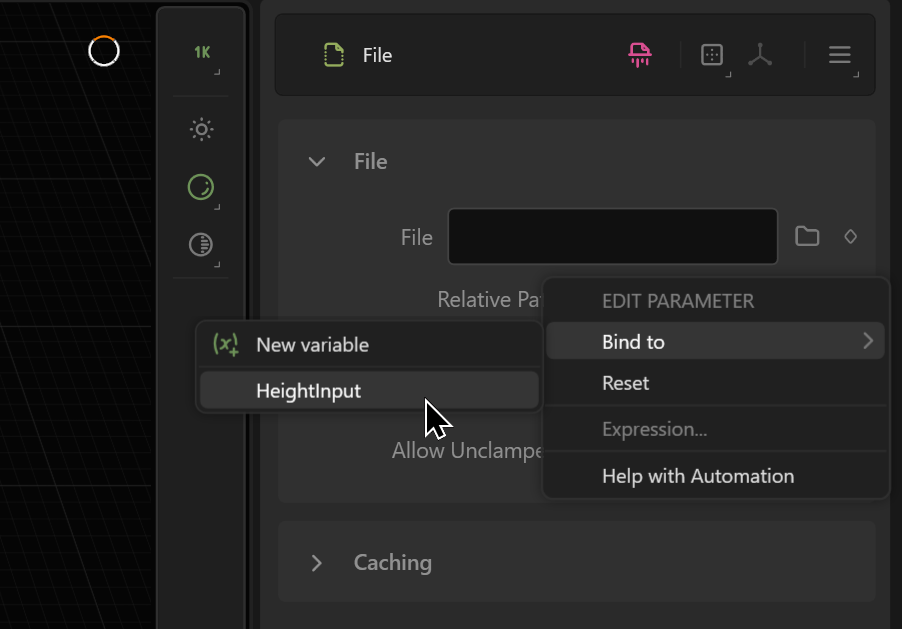 1K
File
File
File
Relative Pa
EDIT PARAMETER
Bind to
New variable
Reset
HeightInput
Expression...
Allow Unclampe
Help with Automation
Caching